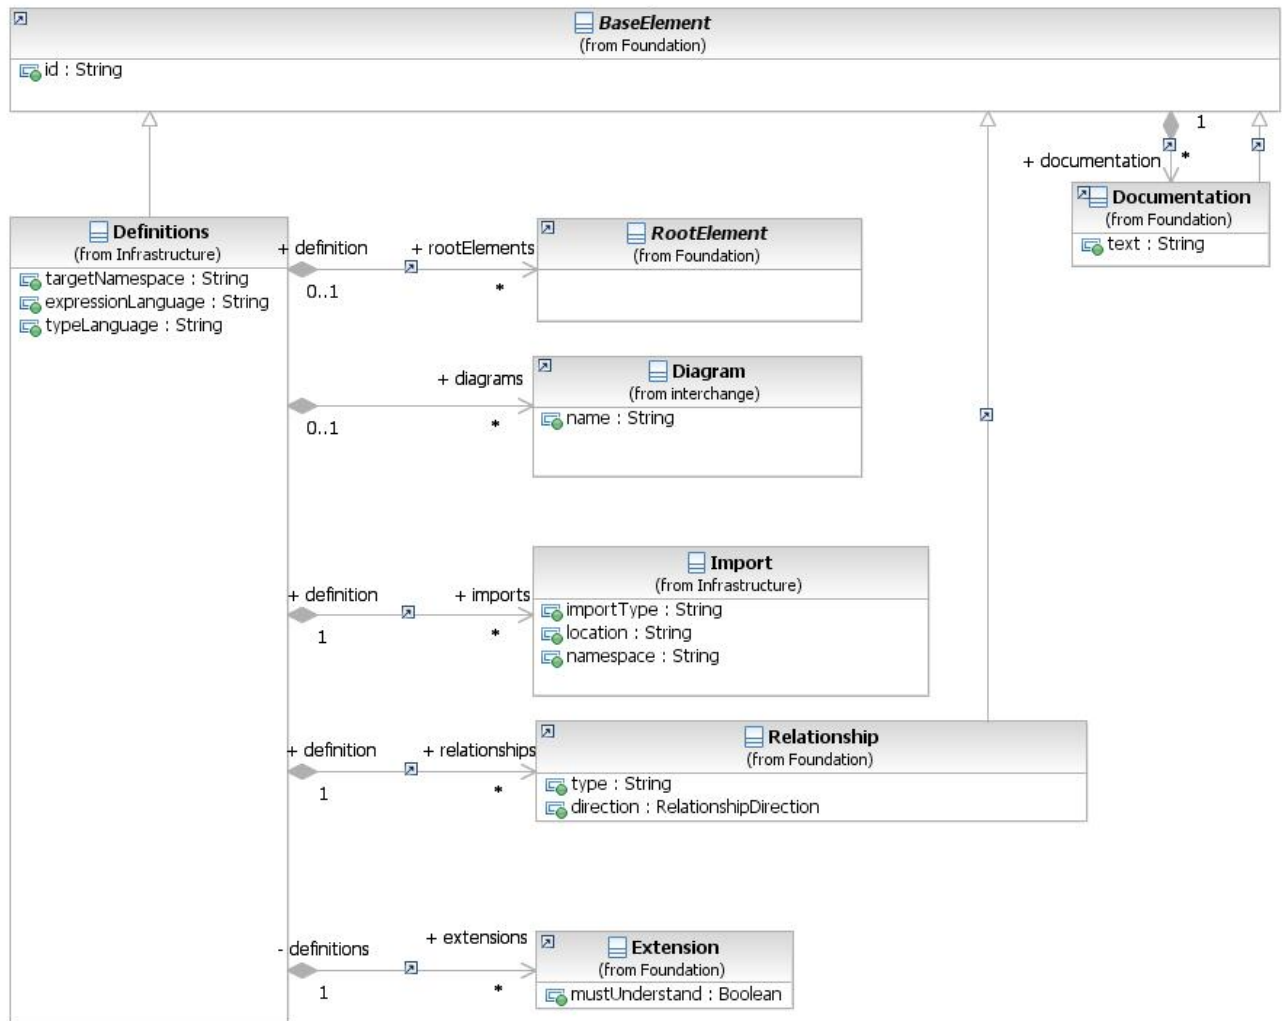 BaseElement
(from Foundation)
id : String
1
+ documentation
*
Documentation
(from Foundation)
text : String
Definitions
(from Infrastructure)
targetNamespace : String
expressionLanguage : String
typeLanguage : String
+ definition
+ rootElements
0..1
*
RootElement
(from Foundation)
+ diagrams
0..1
*
Diagram
(from interchange)
name : String
+ definition
+ imports
1
*
Import
(from Infrastructure)
importType : String
location : String
namespace : String
+ definition
+ relationships
1
*
Relationship
(from Foundation)
type : String
direction : RelationshipDirection
- definitions
+ extensions
1
*
Extension
(from Foundation)
mustUnderstand : Boolean